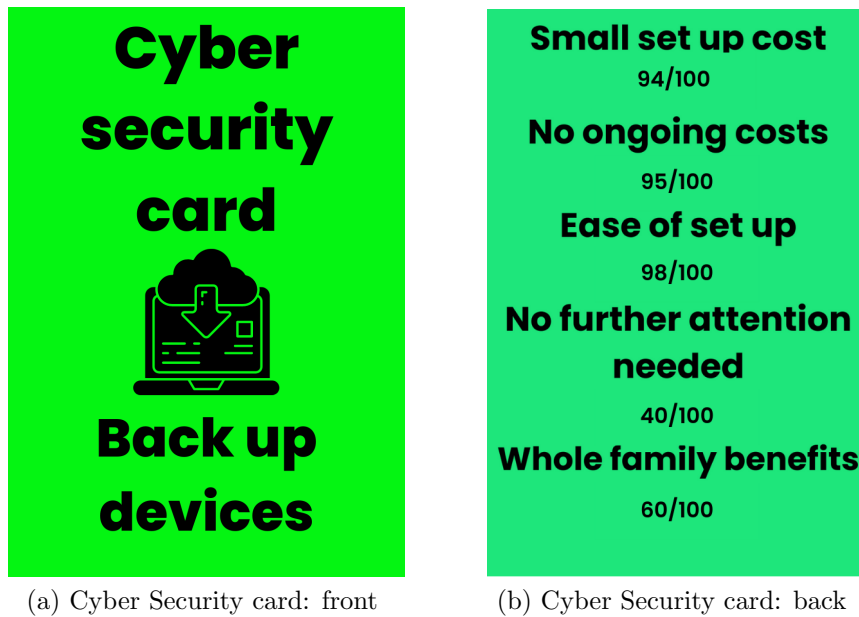 Cyber
security
card
Back up
devices
(a) Cyber Security card: front
Small set up cost
94/100
No ongoing costs
95/100
Ease of set up
98/100
No further attention
needed
40/100
Whole family benefits
60/100
(b) Cyber Security card: back